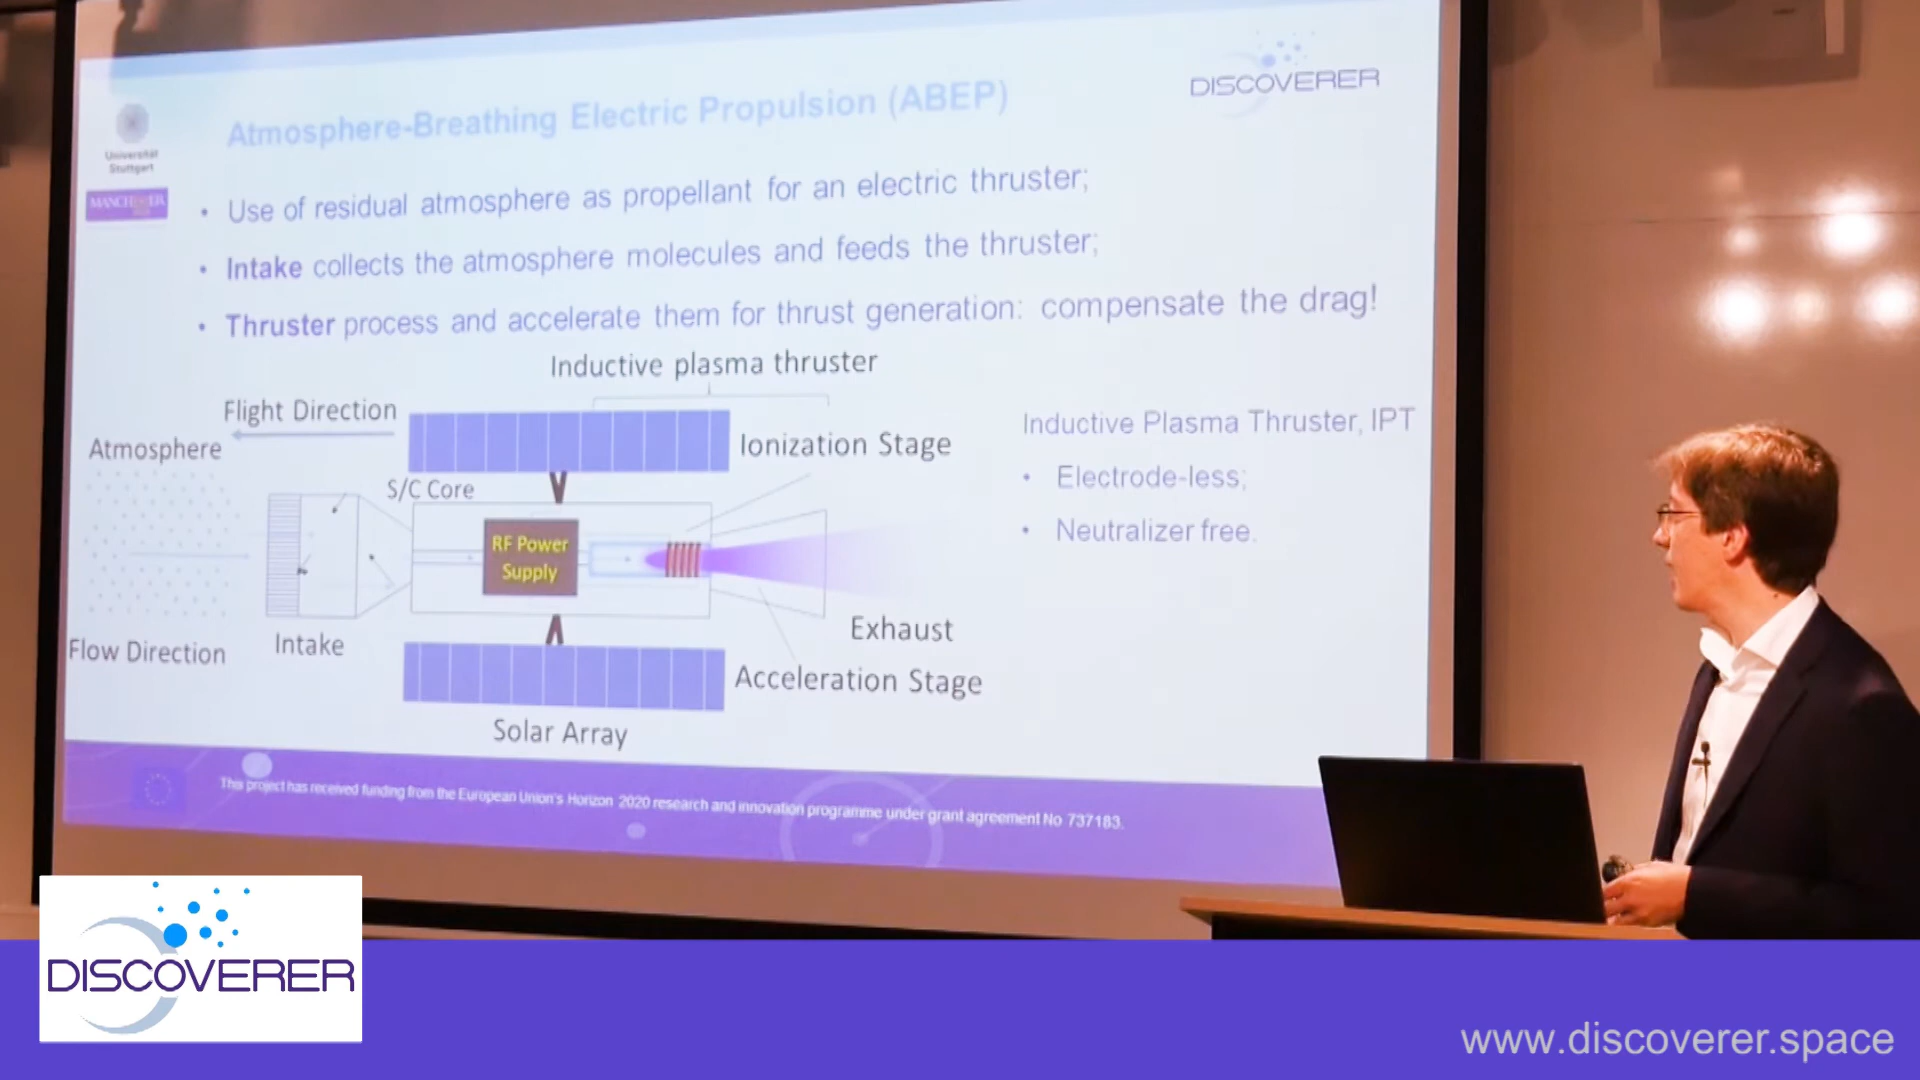 DISCOVERER
Atmosphere-Breathing Electric Propulsion (ABEP)
Universität
Stuttgart
MANCHESTER
• Use of residual atmosphere as propellant for an electric thruster;
• Intake collects the atmosphere molecules and feeds the thruster;
• Thruster process and accelerate them for thrust generation: compensate the drag!
Inductive plasma thruster
Flight Direction
Atmosphere
Ionization Stage
S/C Core
RF Power
Supply
Flow Direction
Intake
Exhaust
Acceleration Stage
Solar Array
Inductive Plasma Thruster, IPT
• Electrode-less;
• Neutralizer free.
This project has received funding from the European Union's Horizon 2020 research and innovation programme under grant agreement No 737183.
DISCOVERER
www.discoverer.space